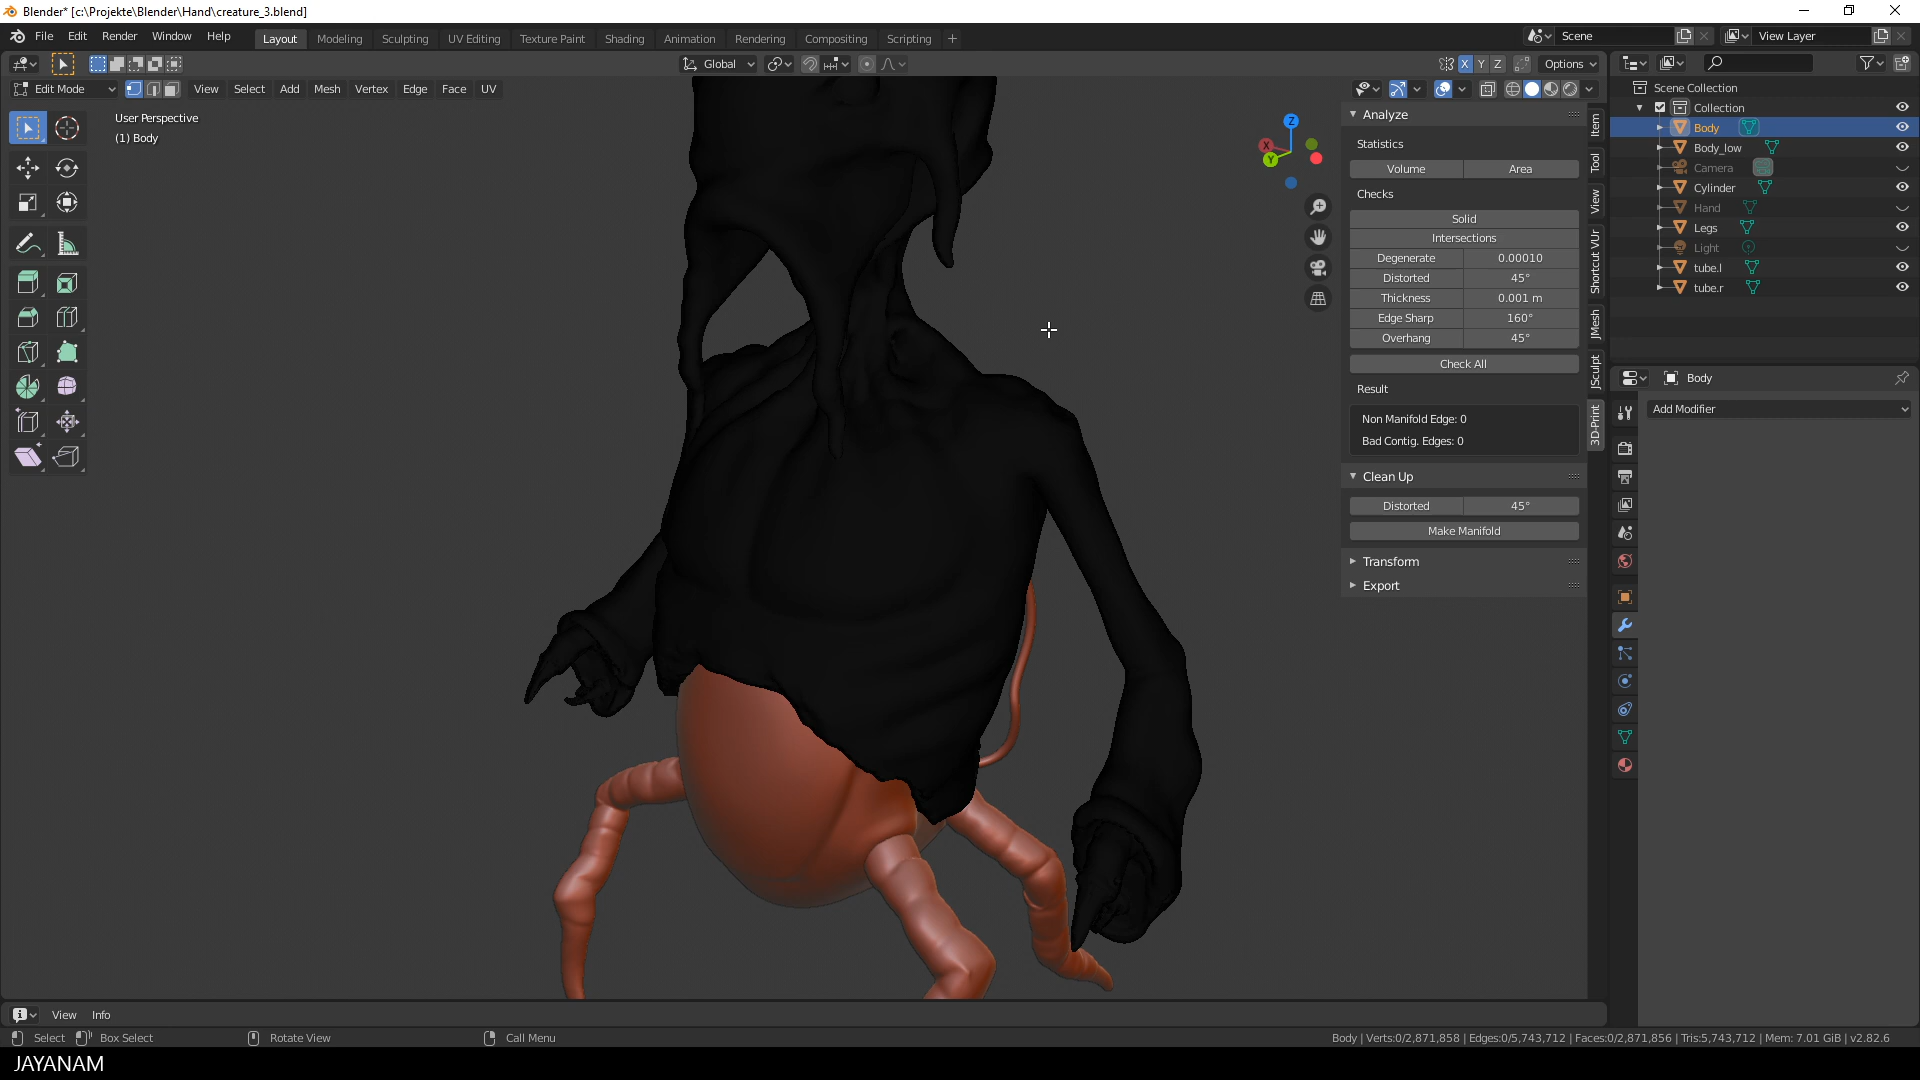 Blender* [c:\Projekte\Blender\Hand\creature_3.blend]
File Edit Render Window Help
Layout Modeling Sculpting UV Editing Texture Paint Shading Animation Rendering Compositing Scripting +
Scene
View Layer
Global
X Y Z
Options
Edit Mode
View Select Add Mesh Vertex Edge Face UV
User Perspective
(1) Body
Z
X
Y
Analyze
Statistics
Volume Area
Checks
Solid
Intersections
Degenerate 0.00010
Distorted 45°
Thickness 0.001 m
Edge Sharp 160°
Overhang 45°
Check All
Result
Non Manifold Edge: 0
Bad Contig. Edges: 0
Clean Up
Distorted 45°
Make Manifold
Transform
Export
Item
Tool
View
Shortcut VUr
JMesh
JSculpt
3D-Print
Scene Collection
Collection
Body
Body_low
Camera
Cylinder
Hand
Legs
Light
tube.l
tube.r
Body
Add Modifier
View Info
Select Box Select Rotate View Call Menu
Body | Verts:0/2,871,858 | Edges:0/5,743,712 | Faces:0/2,871,856 | Tris:5,743,712 | Mem: 7.01 GiB | v2.82.6
JAYANAM